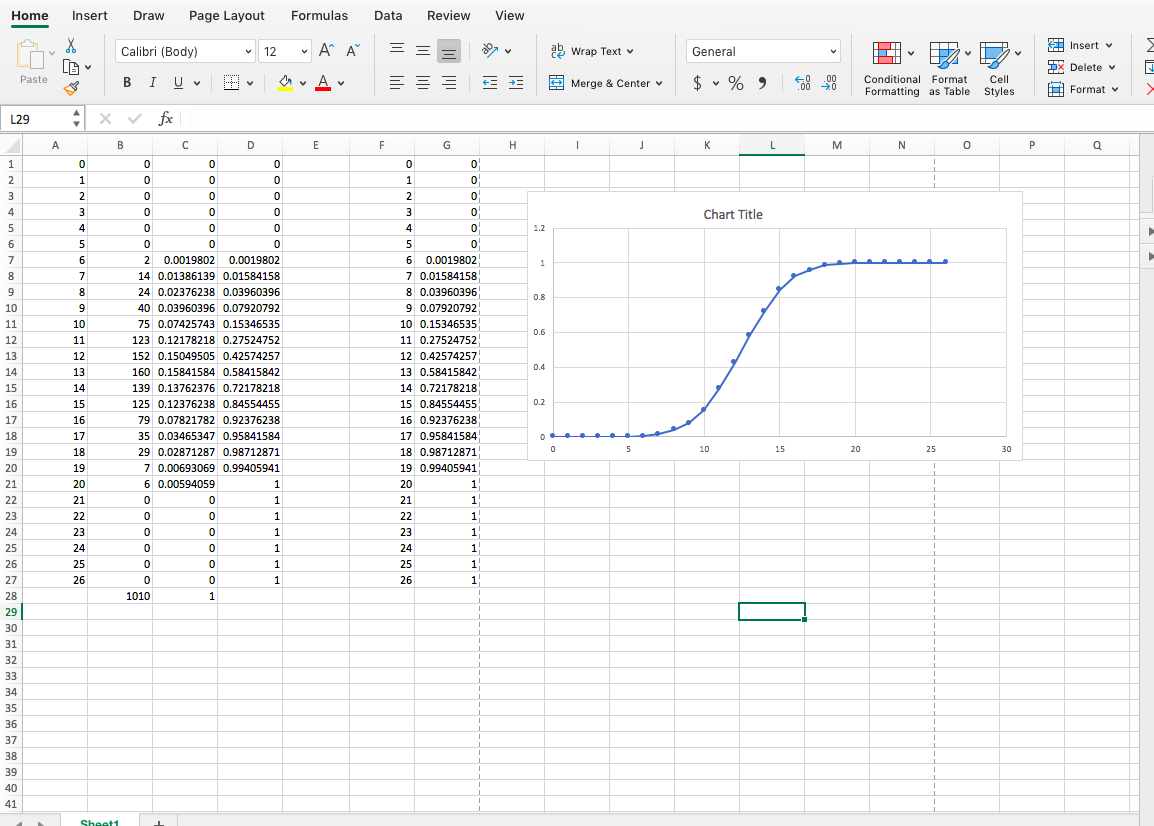 Home Insert Draw Page Layout Formulas Data Review View
Paste
Calibri (Body) 12 A A
B I U A
ab Wrap Text
Merge & Center
General
$ % 9 .00 .00
Conditional Formatting
Format as Table
Cell Styles
Insert
Delete
Format
L29 fx
A B C D E F G H I J K L M N O P Q
1 0 0 0 0 0 0
2 1 0 0 0 1 0
3 2 0 0 0 2 0
4 3 0 0 0 3 0
5 4 0 0 0 4 0
6 5 0 0 0 5 0
7 6 2 0.0019802 0.0019802 6 0.0019802
8 7 14 0.01386139 0.01584158 7 0.01584158
9 8 24 0.02376238 0.03960396 8 0.03960396
10 9 40 0.03960396 0.07920792 9 0.07920792
11 10 75 0.07425743 0.15346535 10 0.15346535
12 11 123 0.12178218 0.27524752 11 0.27524752
13 12 152 0.15049505 0.42574257 12 0.42574257
14 13 160 0.15841584 0.58415842 13 0.58415842
15 14 139 0.13762376 0.72178218 14 0.72178218
16 15 125 0.12376238 0.84554455 15 0.84554455
17 16 79 0.07821782 0.92376238 16 0.92376238
18 17 35 0.03465347 0.95841584 17 0.95841584
19 18 29 0.02871287 0.98712871 18 0.98712871
20 19 7 0.00693069 0.99405941 19 0.99405941
21 20 6 0.00594059 1 20 1
22 21 0 0 1 21 1
23 22 0 0 1 22 1
24 23 0 0 1 23 1
25 24 0 0 1 24 1
26 25 0 0 1 25 1
27 26 0 0 1 26 1
28 1010 1
29
30
31
32
33
34
35
36
37
38
39
40
41
Chart Title
1.2
1
0.8
0.6
0.4
0.2
0
0 5 10 15 20 25 30
Sheet1 +